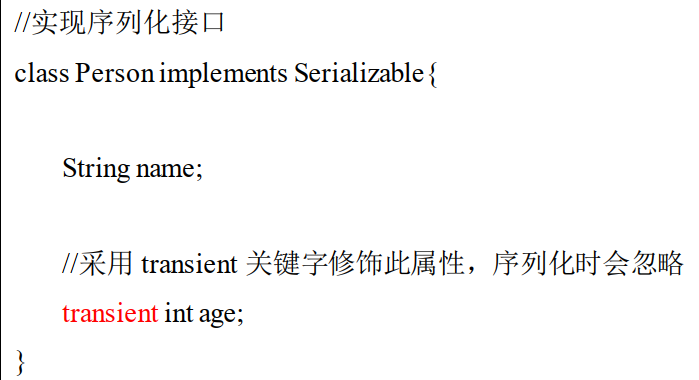 //实现序列化接口
class Person implements Serializable{
String name;
//采用 transient 关键字修饰此属性，序列化时会忽略
transient int age;
}